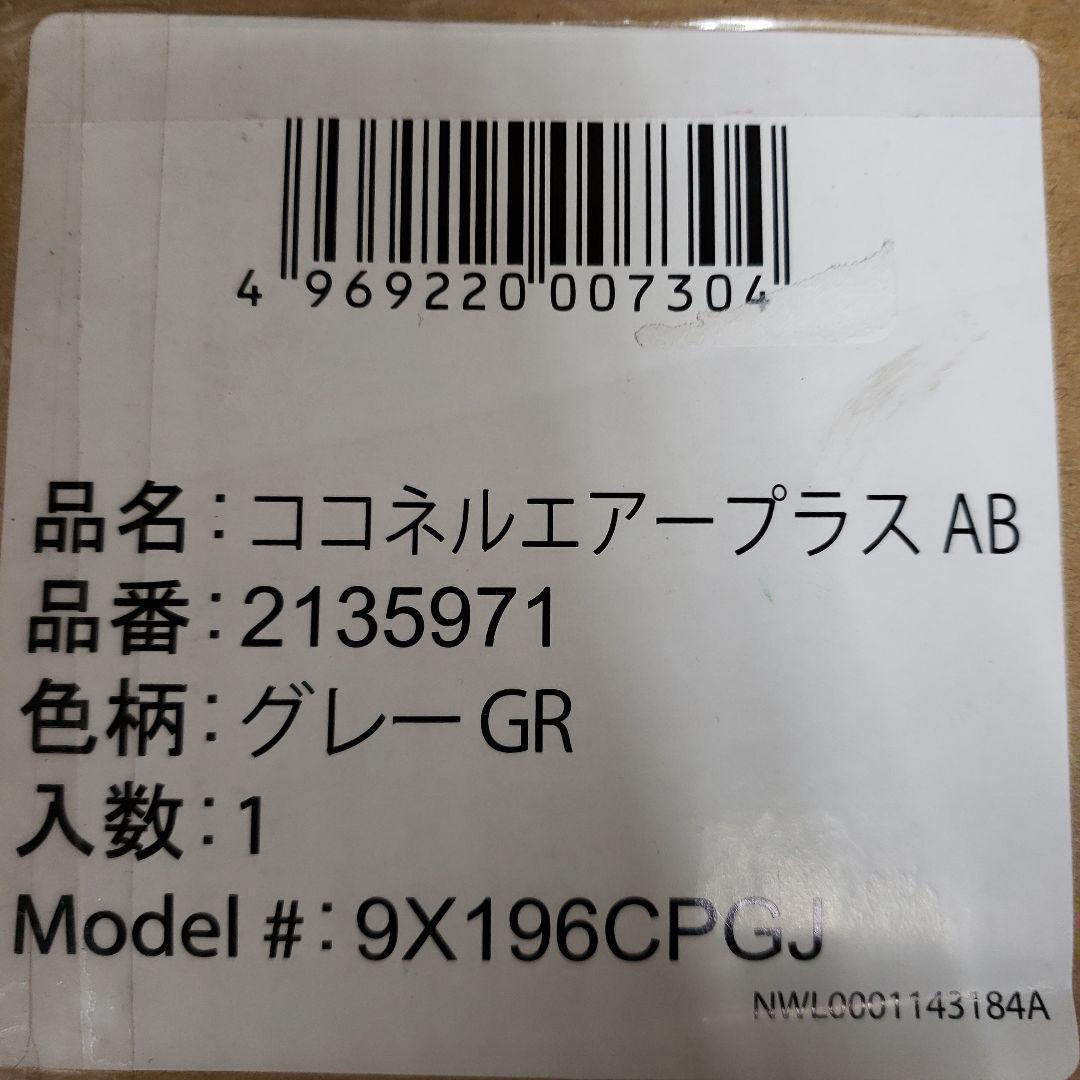 4 969220 007304
品名：ココネルエアープラス AB
品番：2135971
色柄：グレー GR
入数：1
Model #：9X196CPGJ
NWL0001143184A